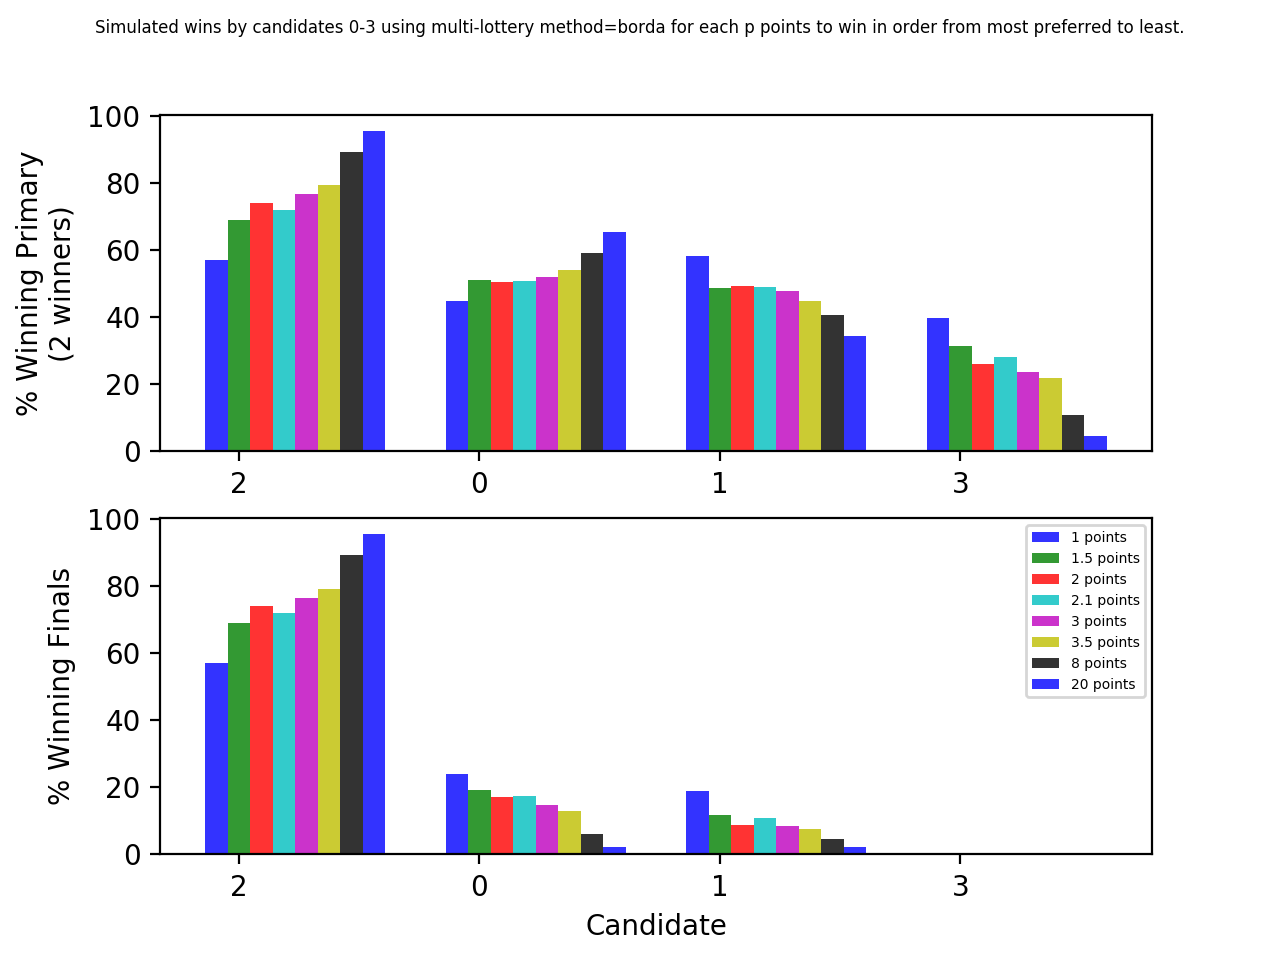 Simulated wins by candidates 0-3 using multi-lottery method=borda for each p points to win in order from most preferred to least.
% Winning Primary
(2 winners)
100
80
60
40
20
0
2
0
1
3
% Winning Finals
100
80
60
40
20
0
1 points
1.5 points
2 points
2.1 points
3 points
3.5 points
8 points
20 points
2
0
1
3
Candidate